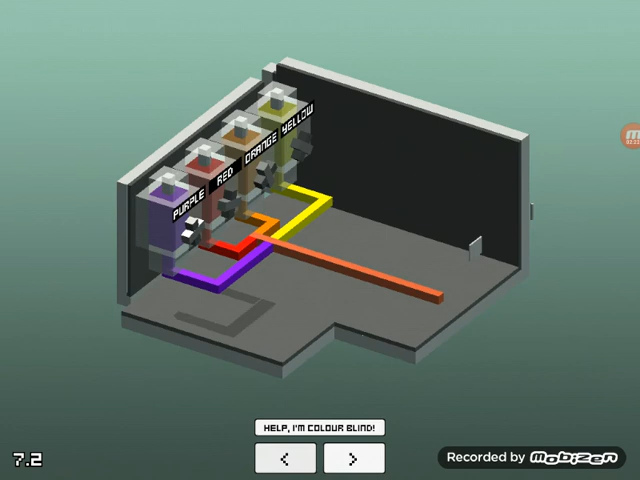 YELLOW
ORANGE
RED
PURPLE
HELP, I'M COLOUR BLIND!
< >
7.2
Recorded by Mobizen